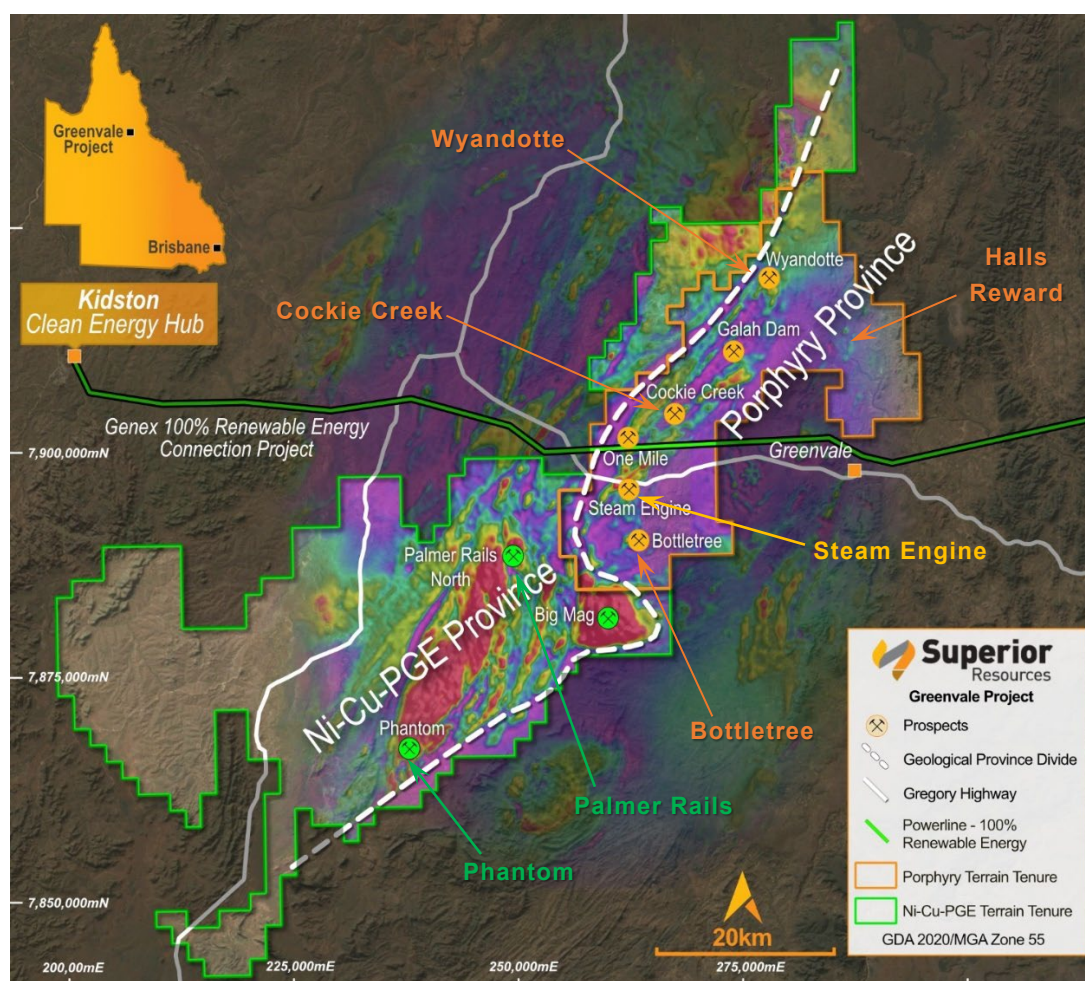 Greenvale
Project
Brisbane
Kidston
Clean Energy Hub
Wyandotte
Wyandotte
Halls
Reward
Cockie Creek
Galah Dam
Cockie Creek
Porphyry Province
Genex 100% Renewable Energy
Connection Project
Greenvale
7,900,000mN
One Mile
Steam Engine
Steam Engine
Bottletree
Palmer Rails
North
Big Mag
Ni-Cu-PGE Province
7,875,000mN
Phantom
Bottletree
Palmer Rails
Phantom
7,850,000mN
200,00mE
225,000mE
250,000mE
275,000mE
20km
Superior
Resources
Greenvale Project
Prospects
Geological Province Divide
Gregory Highway
Powerline - 100%
Renewable Energy
Porphyry Terrain Tenure
Ni-Cu-PGE Terrain Tenure
GDA 2020/MGA Zone 55